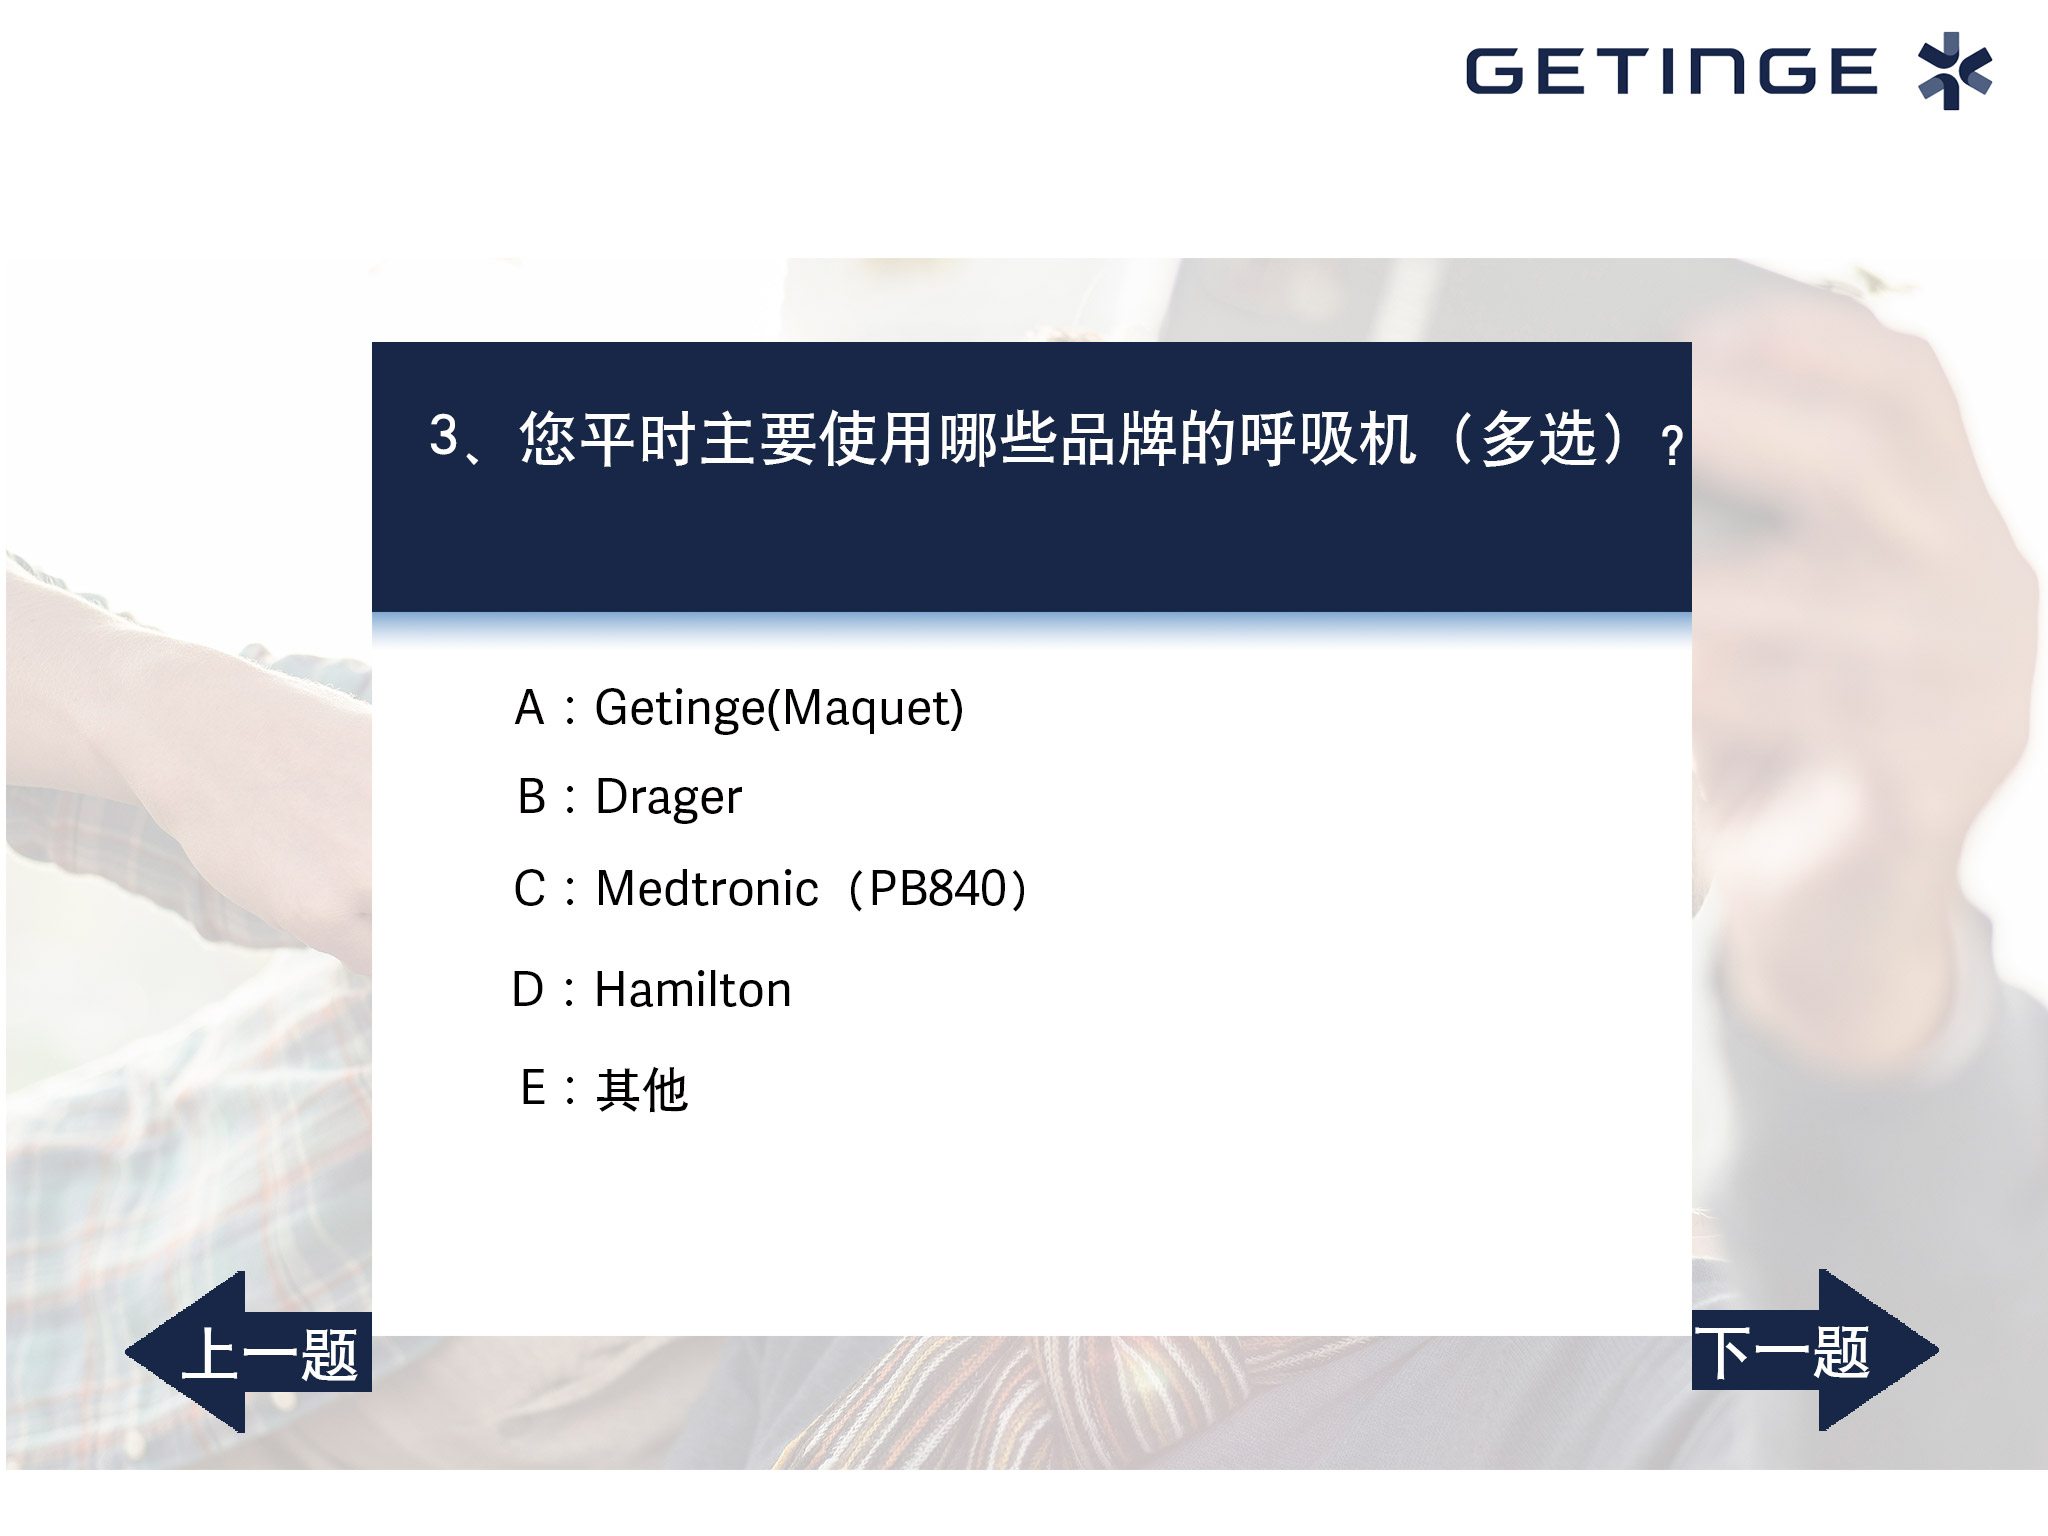 GETINGE
3、您平时主要使用哪些品牌的呼吸机（多选）?
A：Getinge(Maquet)
B：Drager
C：Medtronic（PB840）
D：Hamilton
E：其他
上一题
下一题